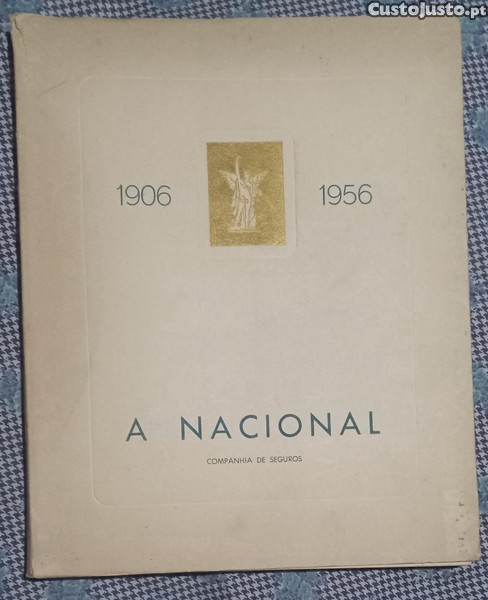 Custojusto.pt
1906 1956
A NACIONAL
COMPANHIA DE SEGUROS